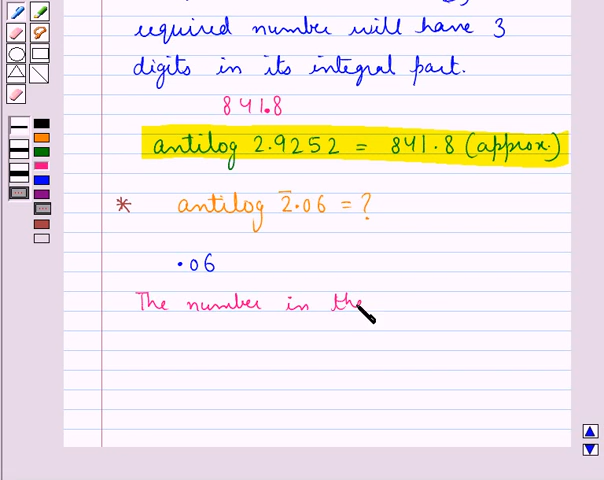 required number will have 3
digits in its integral part.
841.8
antilog 2.9252 = 841.8 (approx.)
* antilog 2̅.06 = ?
.06
The number in the